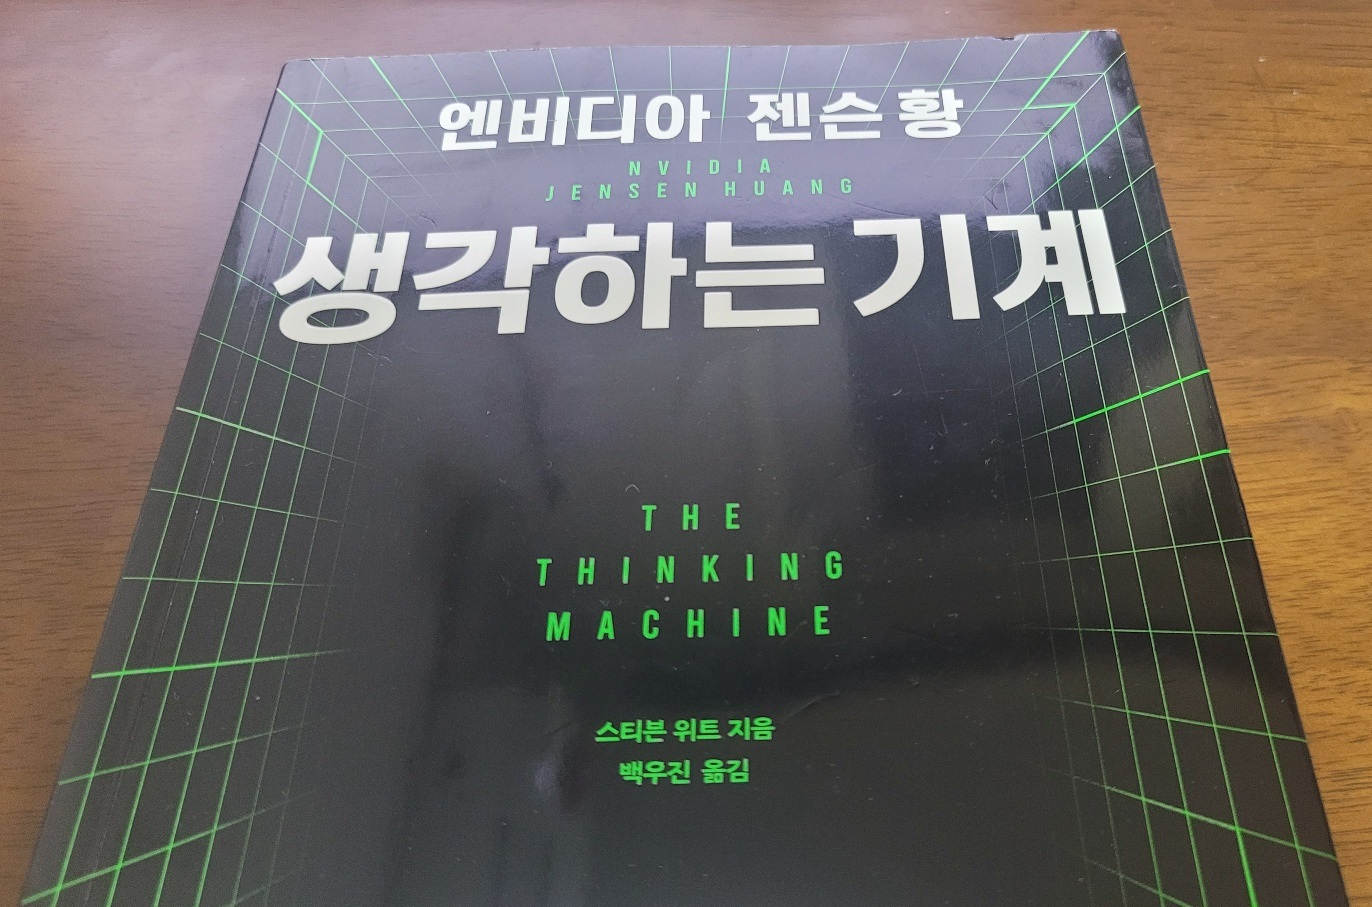 엔비디아 젠슨 황
NVIDIA
JENSEN HUANG
생각하는 기계
THE
THINKING
MACHINE
스티븐 위트 지음
백우진 옮김